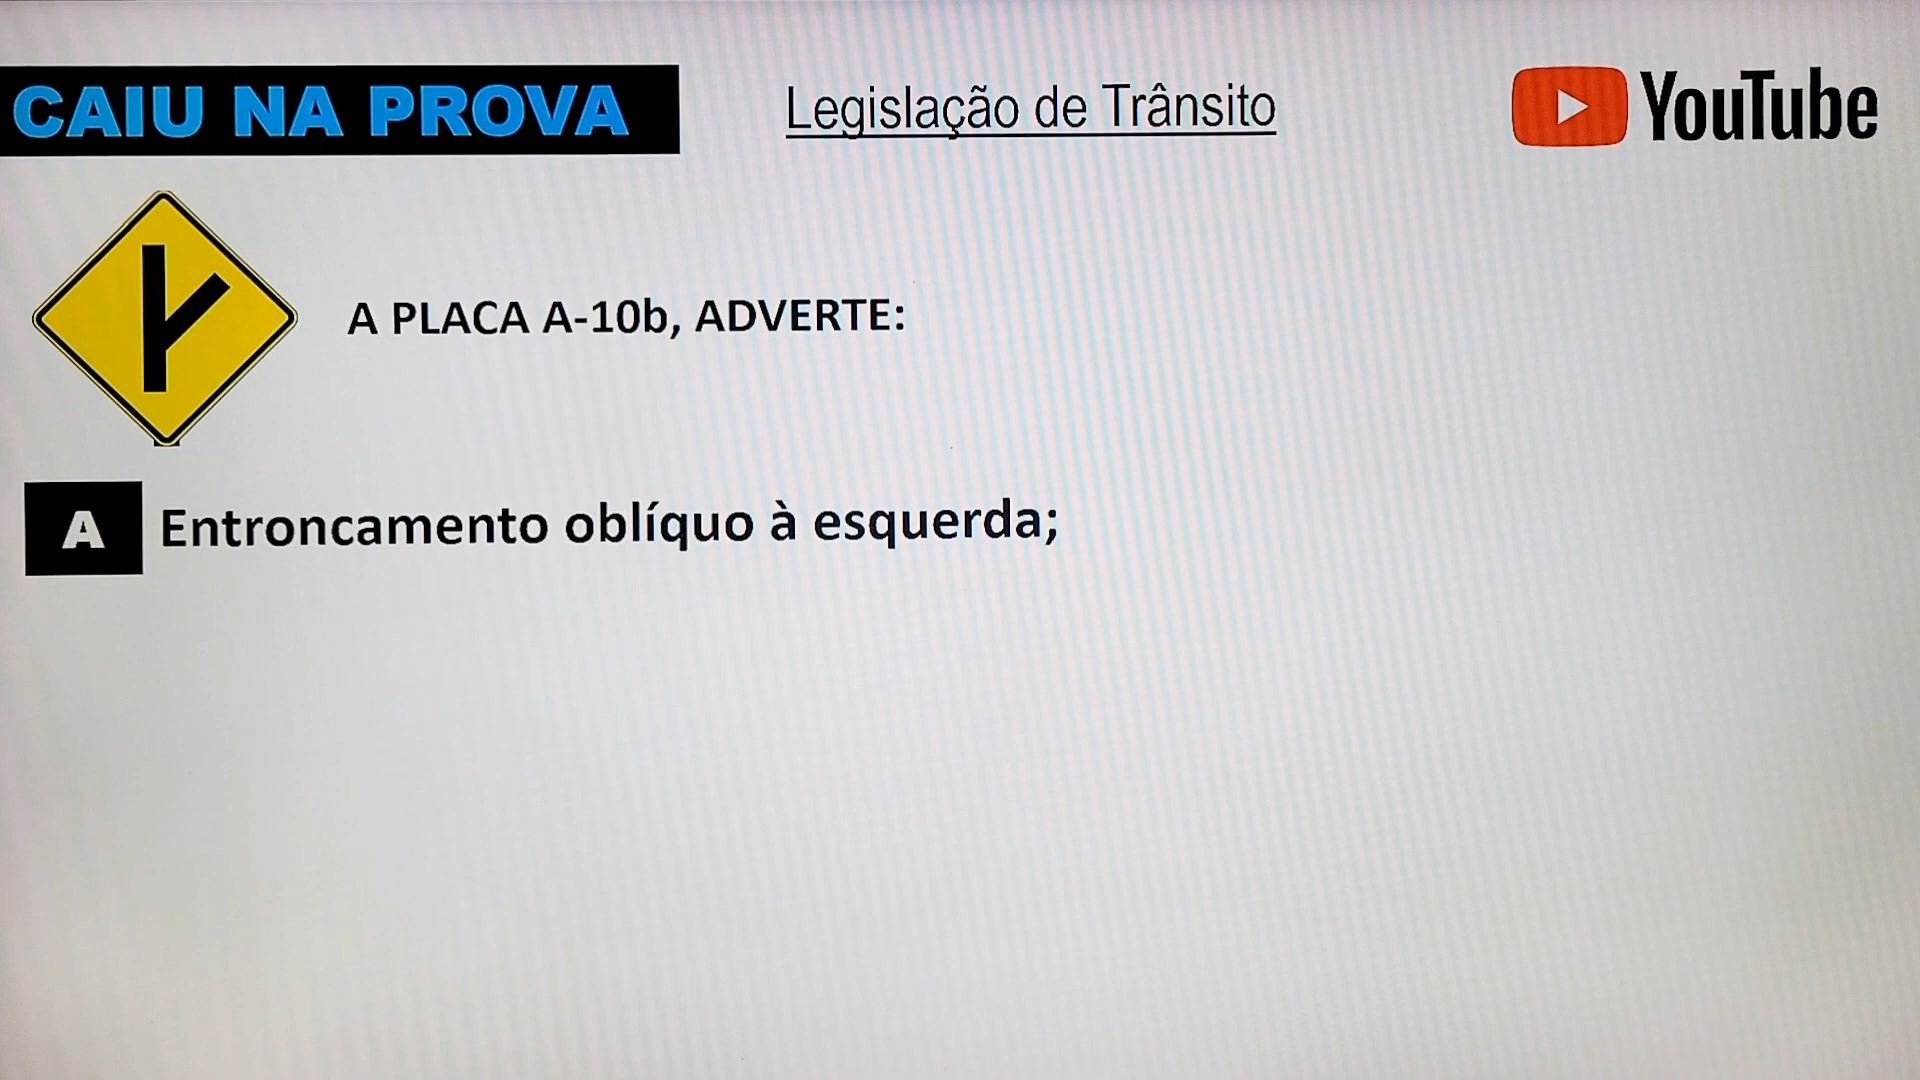 CAIU NA PROVA
Legislação de Trânsito
YouTube
A PLACA A-10b, ADVERTE:
A Entroncamento oblíquo à esquerda;